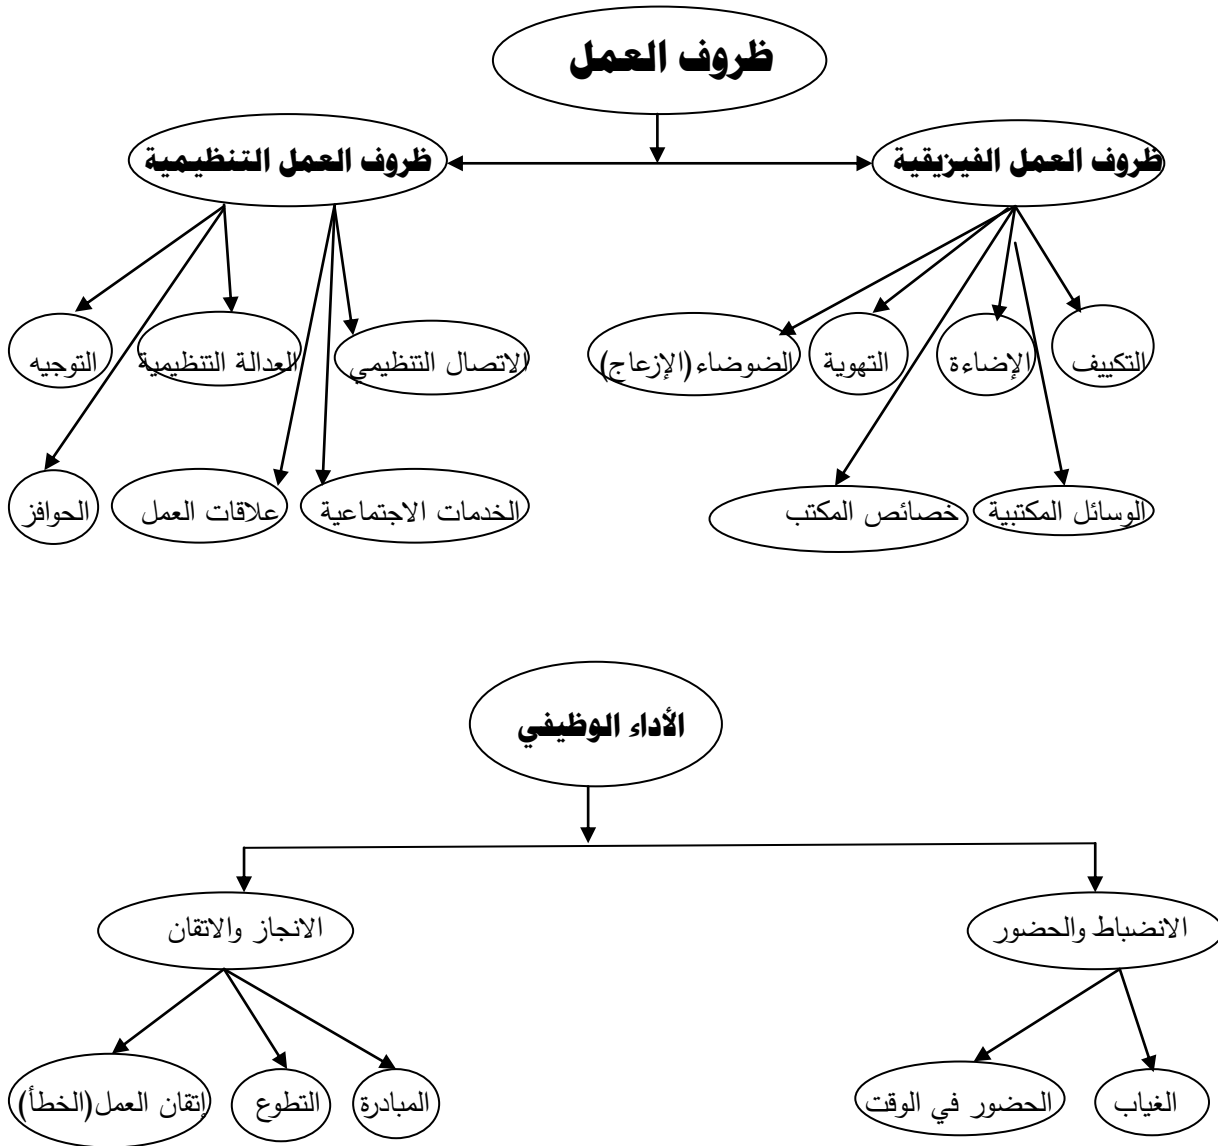 ظروف العمل
ظروف العمل الفيزيقية
ظروف العمل التنظيمية
التكييف
الإضاءة
التهوية
الضوضاء(الإزعاج)
الاتصال التنظيمي
العدالة التنظيمية
التوجيه
الوسائل المكتبية
خصائص المكتب
الخدمات الاجتماعية
علاقات العمل
الحوافز
الأداء الوظيفي
الانضباط والحضور
الانجاز والاتقان
الغياب
الحضور في الوقت
المبادرة
التطوع
إتقان العمل(الخطأ)